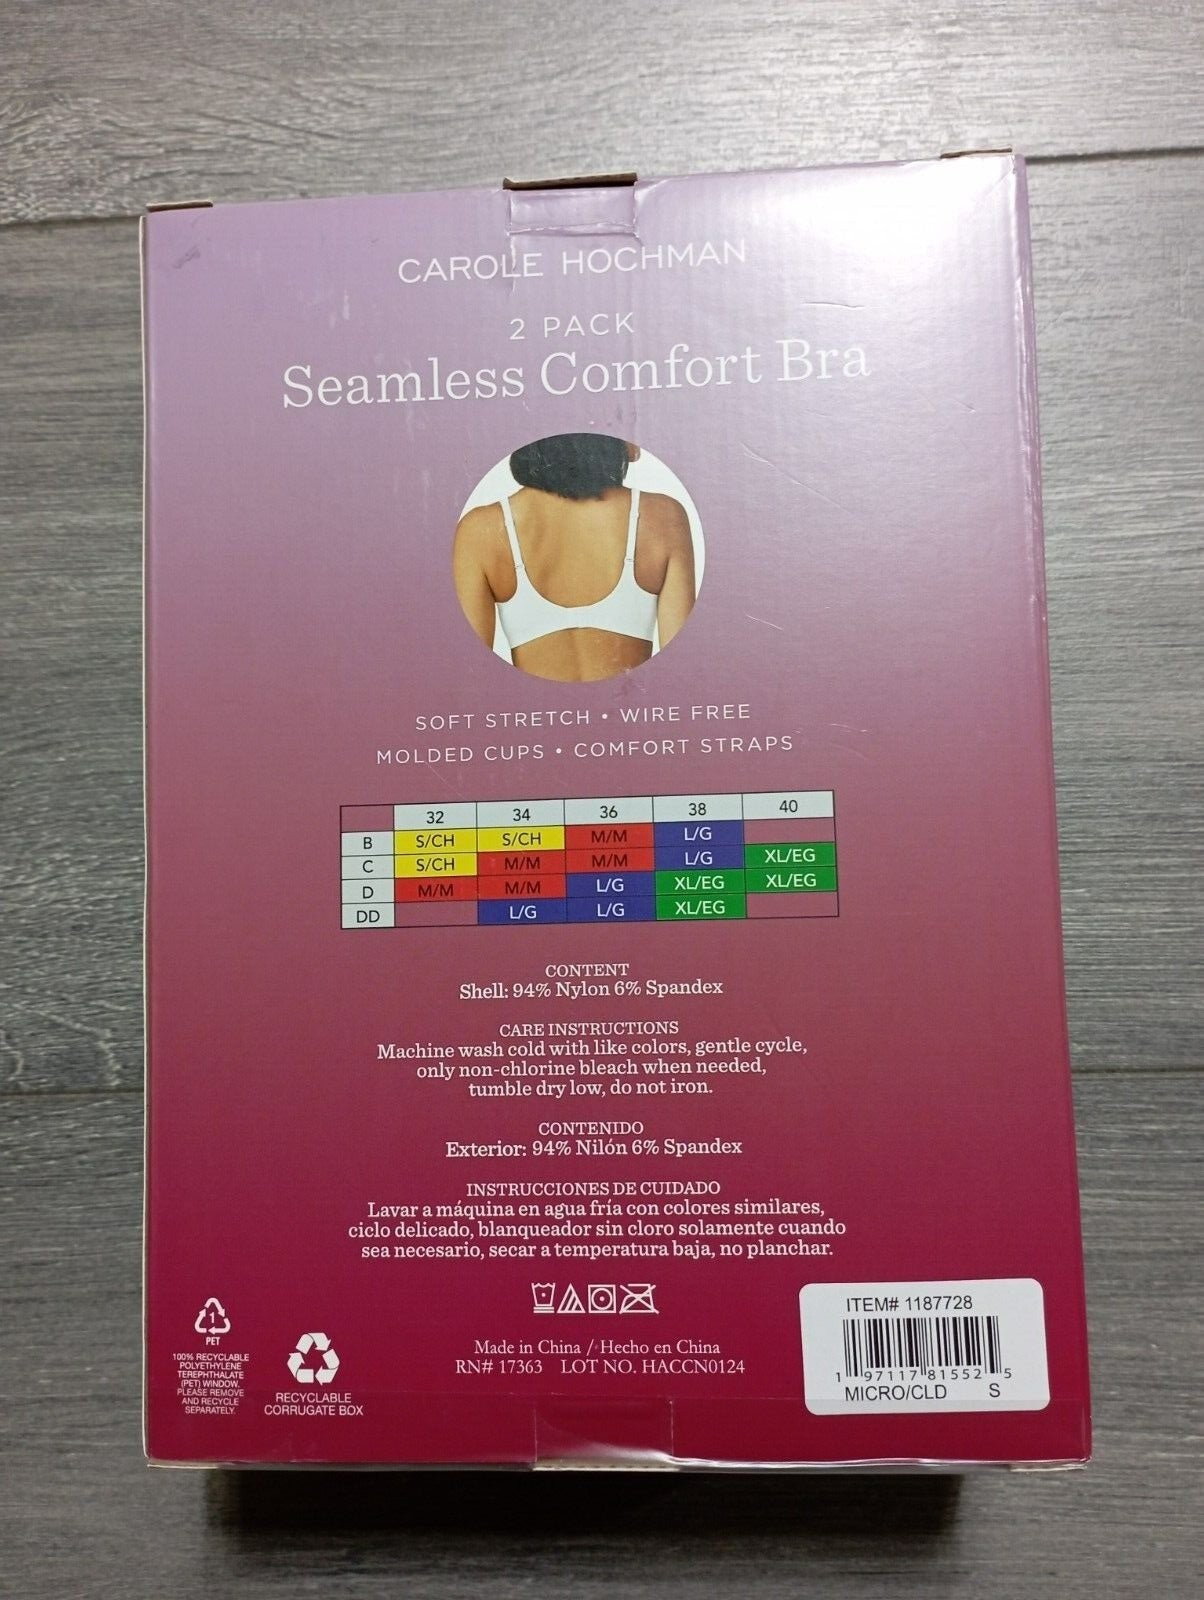 CAROLE HOCHMAN
2 PACK
Seamless Comfort Bra
SOFT STRETCH • WIRE FREE
MOLDED CUPS • COMFORT STRAPS
32 34 36 38 40
B S/CH S/CH M/M L/G
C S/CH M/M M/M L/G XL/EG
D M/M M/M L/G XL/EG XL/EG
DD L/G L/G XL/EG
CONTENT
Shell: 94% Nylon 6% Spandex
CARE INSTRUCTIONS
Machine wash cold with like colors, gentle cycle,
only non-chlorine bleach when needed,
tumble dry low, do not iron.
CONTENIDO
Exterior: 94% Nilón 6% Spandex
INSTRUCCIONES DE CUIDADO
Lavar a máquina en agua fría con colores similares,
ciclo delicado, blanqueador sin cloro solamente cuando
sea necesario, secar a temperatura baja, no planchar.
1
PET
100% RECYCLABLE
POLYETHYLENE
TEREPHTHALATE
(PET) WINDOW.
PLEASE REMOVE
AND RECYCLE
SEPARATELY.
RECYCLABLE
CORRUGATE BOX
Made in China / Hecho en China
RN# 17363 LOT NO. HACCN0124
ITEM# 1187728
1 97117 81552 5
MICRO/CLD S